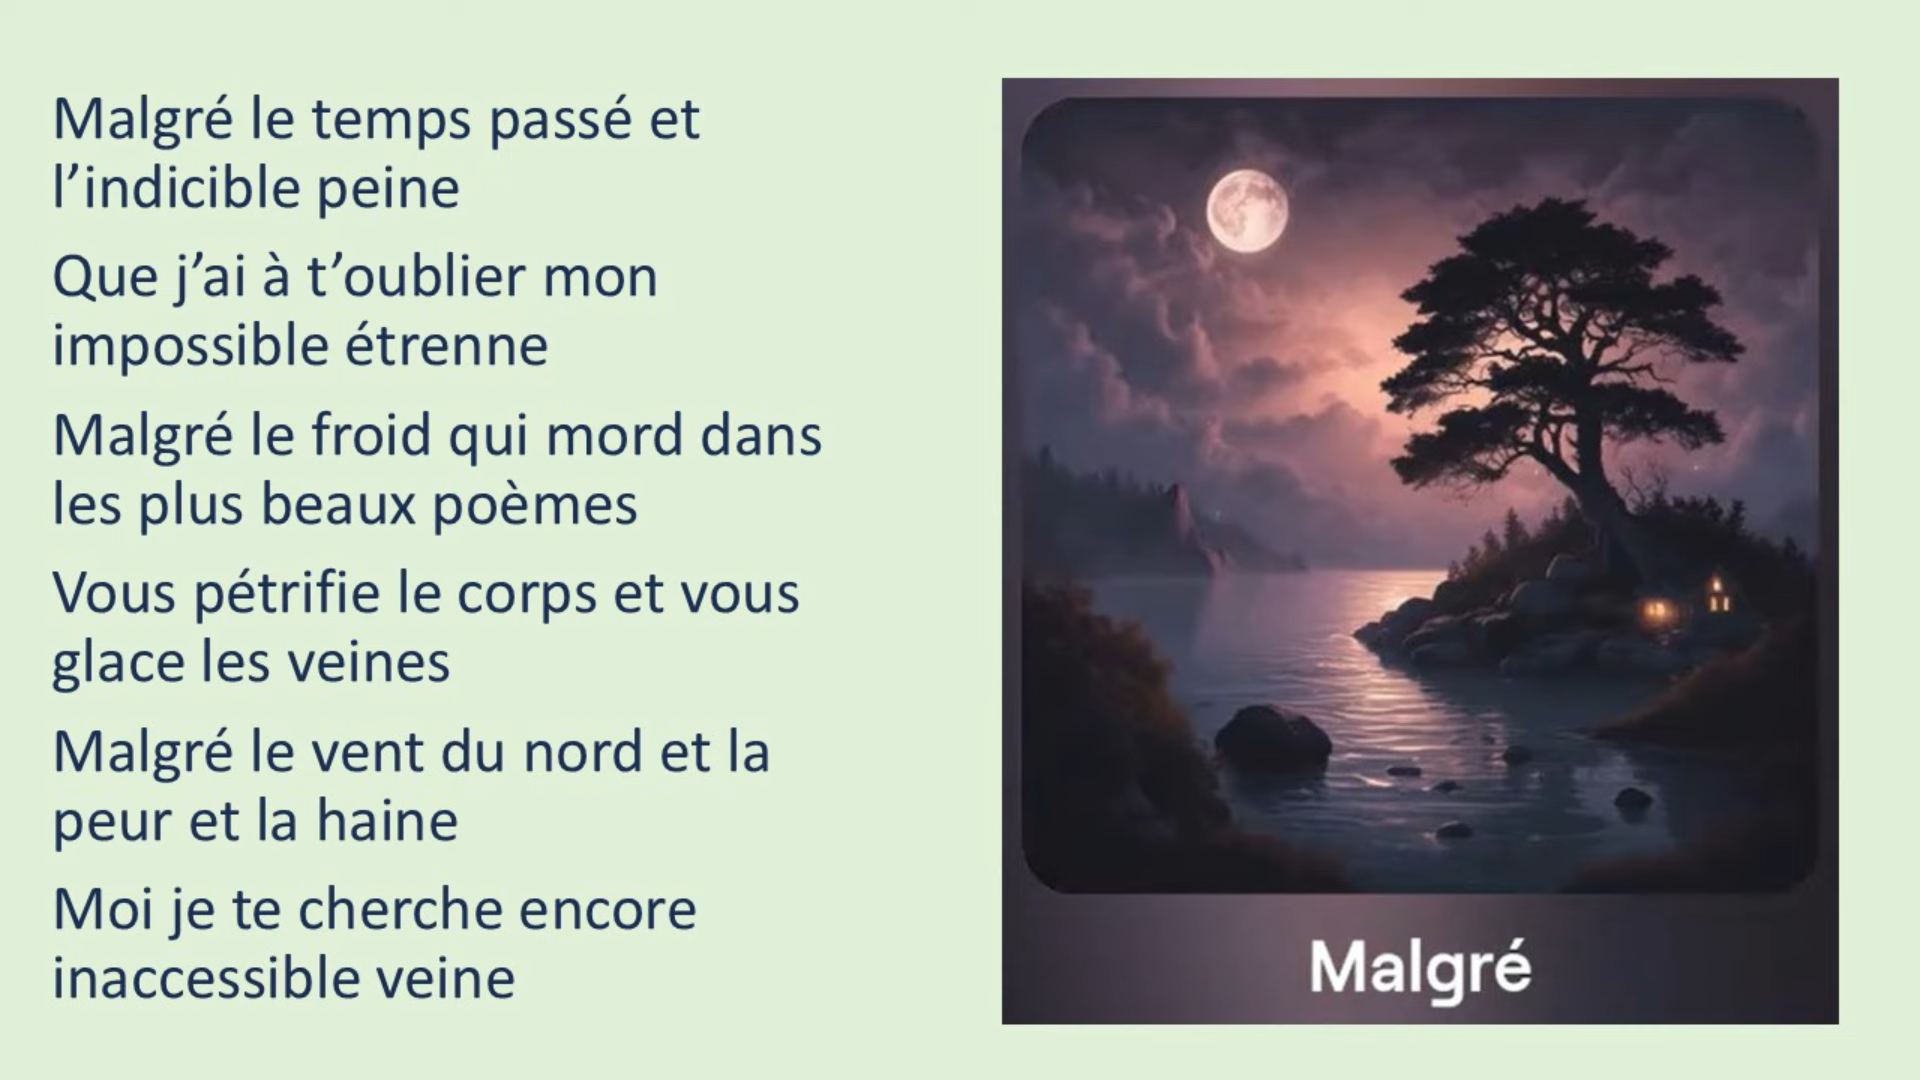 Malgré le temps passé et
l’indicible peine
Que j’ai à t’oublier mon
impossible étrenne
Malgré le froid qui mord dans
les plus beaux poèmes
Vous pétrifie le corps et vous
glace les veines
Malgré le vent du nord et la
peur et la haine
Moi je te cherche encore
inaccessible veine
Malgré